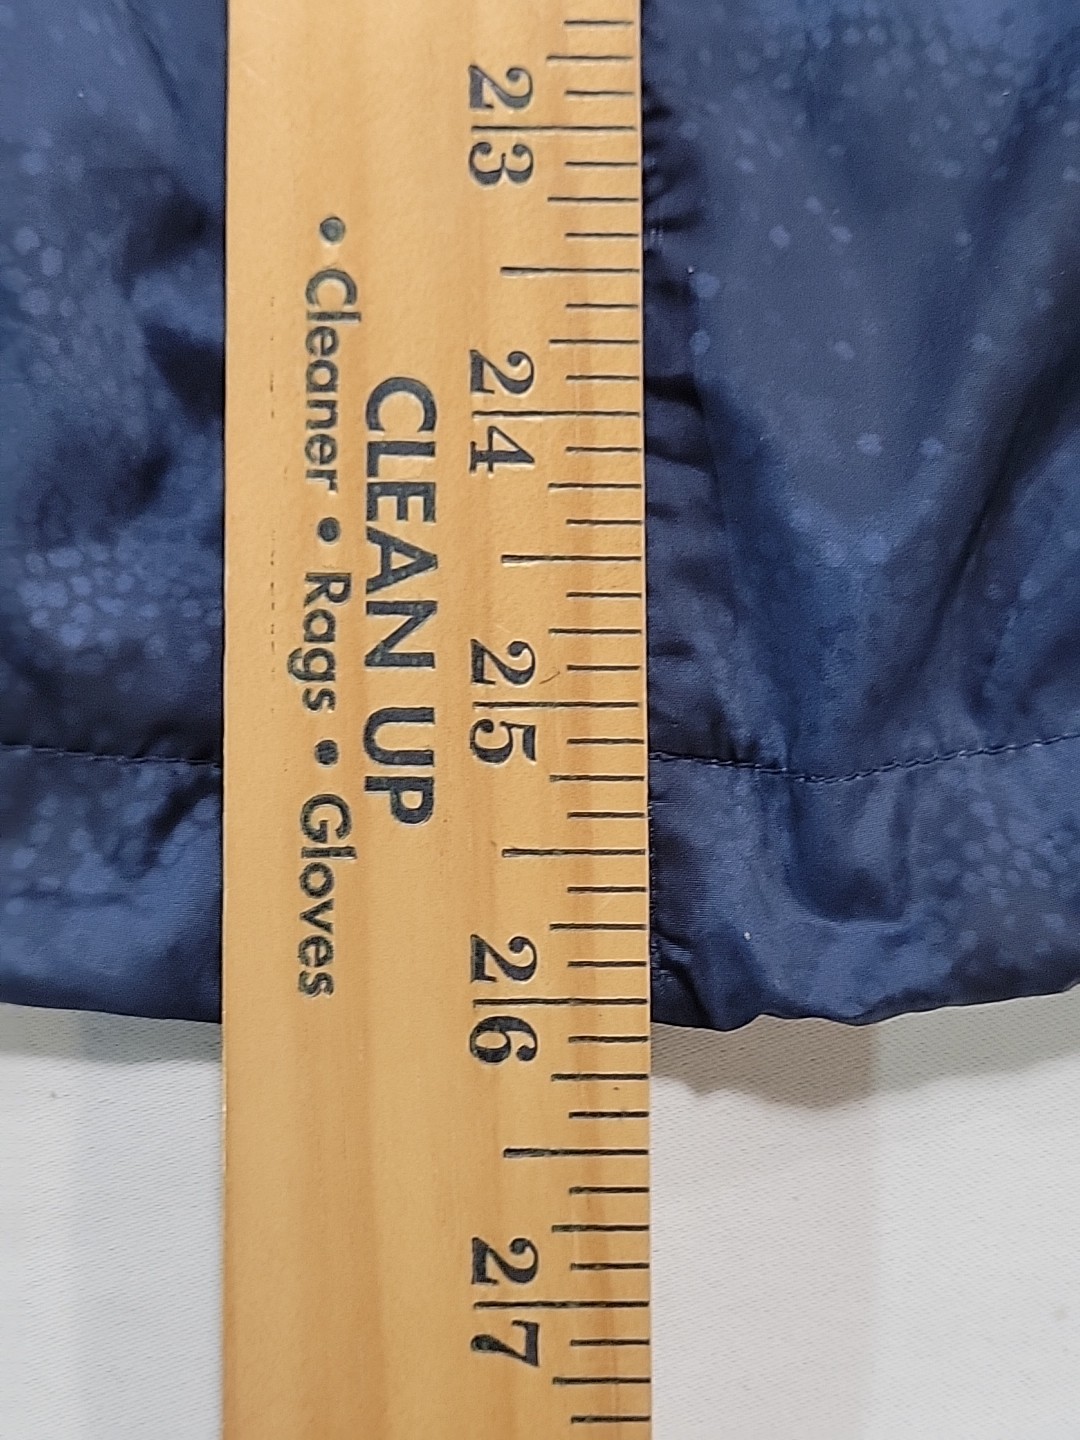 23
24
25
26
27
CLEAN UP
• Cleaner • Rags • Gloves